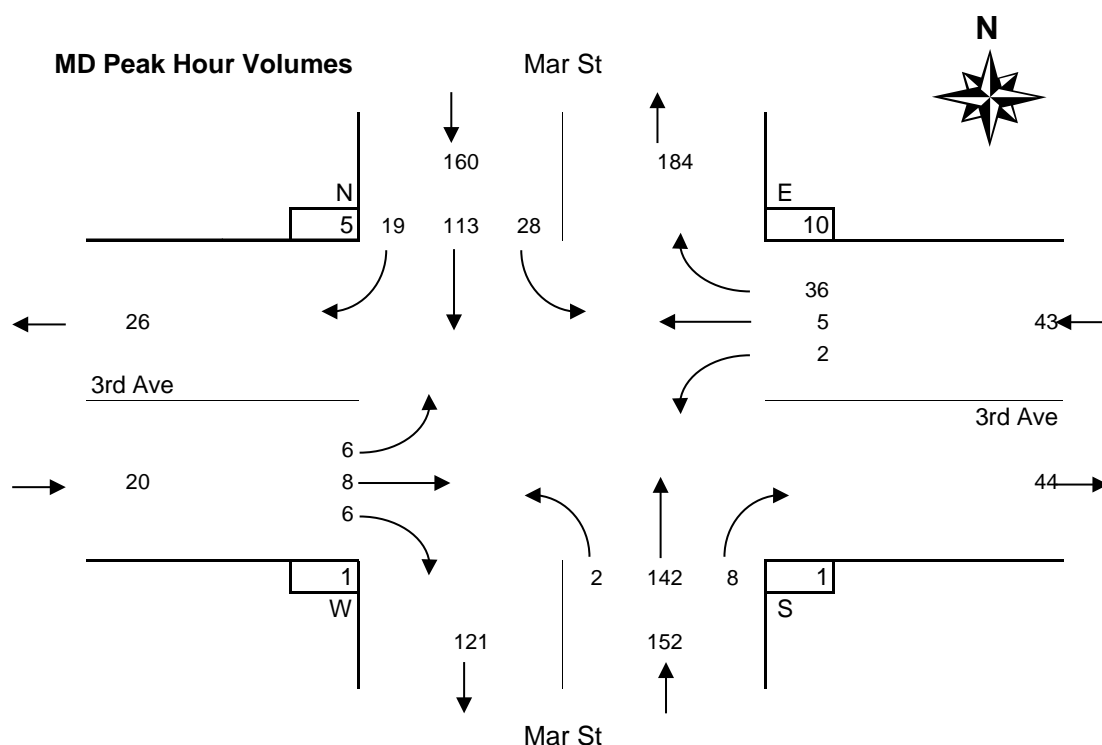 N
MD Peak Hour Volumes Mar St
160 184
N E
5 19 113 28 10
36
26 5 43
2
3rd Ave
3rd Ave
6
20 8 44
6
1 2 142 8 1
W S
121 152
Mar St